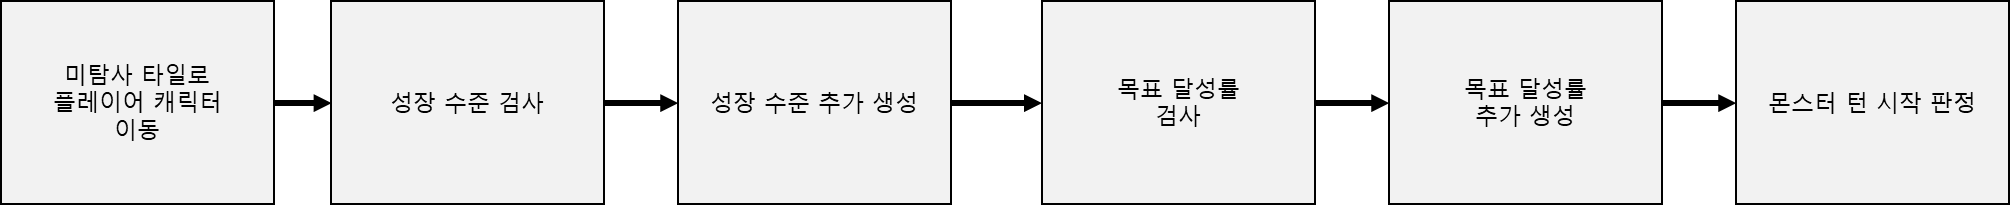 미탐사 타일로
플레이어 캐릭터
이동
성장 수준 검사
성장 수준 추가 생성
목표 달성률
검사
목표 달성률
추가 생성
몬스터 턴 시작 판정